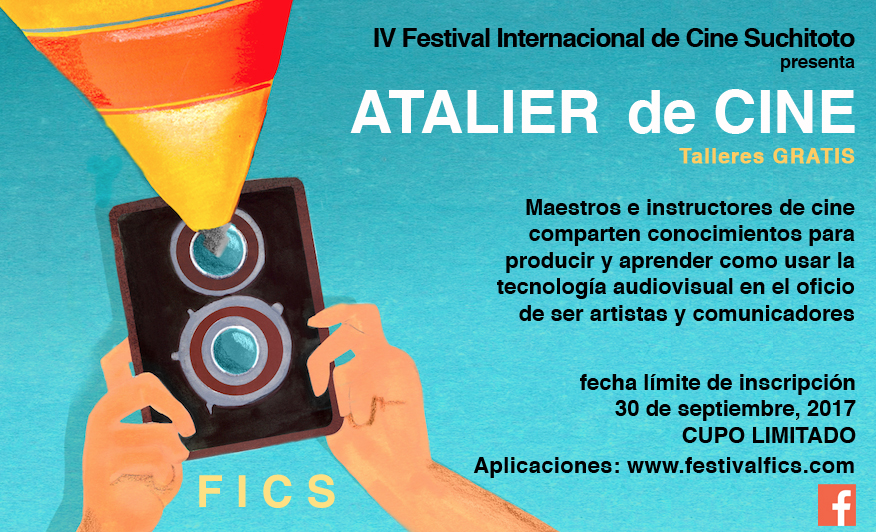 IV Festival Internacional de Cine Suchitoto
presenta
ATALIER de CINE
Talleres GRATIS
Maestros e instructores de cine
comparten conocimientos para
producir y aprender como usar la
tecnología audiovisual en el oficio
de ser artistas y comunicadores
fecha límite de inscripción
30 de septiembre, 2017
CUPO LIMITADO
Aplicaciones: www.festivalfics.com
FICS
f